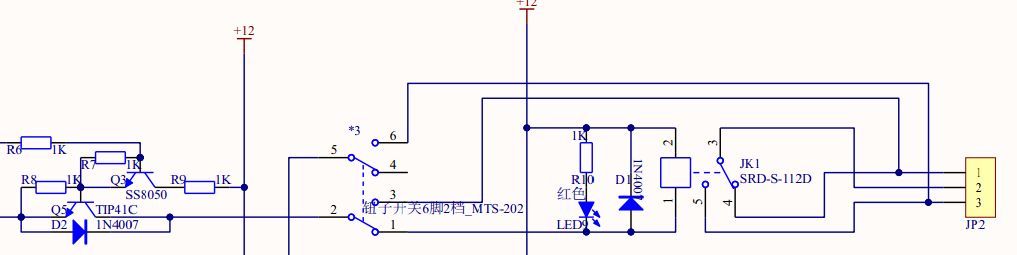 +12
+12
*3
6
5
4
3
2
1
R6
1K
R7
1K
R8
1K
Q3
SS8050
R9
1K
Q5
TIP41C
D2
1N4007
钮子开关6脚2档_MTS-202
1K
R10
红色
LED9
D1
1N4007
2
1
3
5
4
JK1
SRD-S-112D
1
2
3
JP2